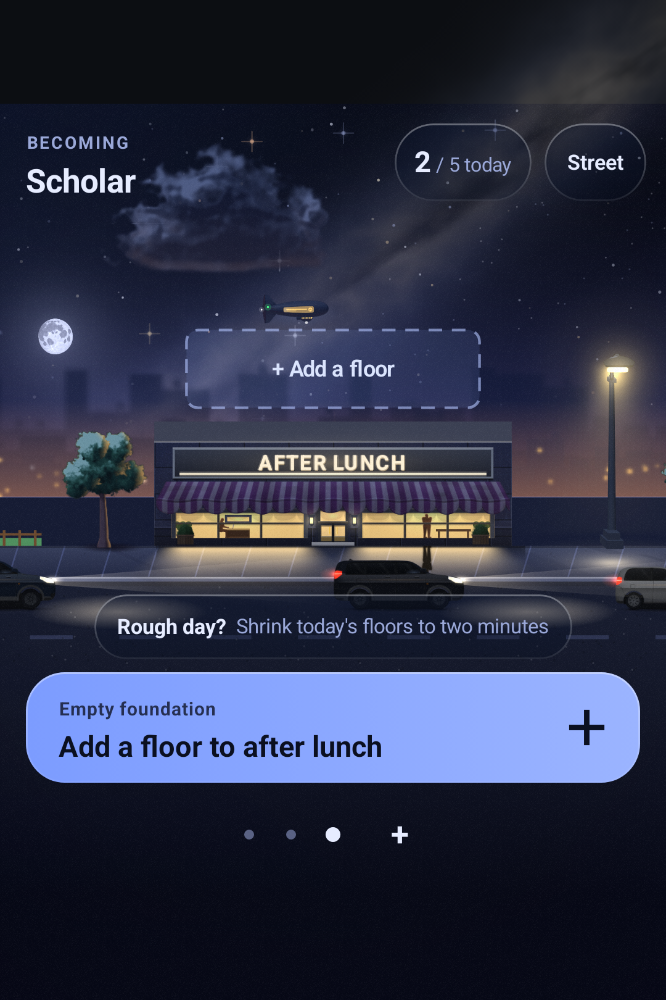 BECOMING
Scholar
2 / 5 today
Street
+ Add a floor
AFTER LUNCH
Rough day? Shrink today's floors to two minutes
Empty foundation
Add a floor to after lunch